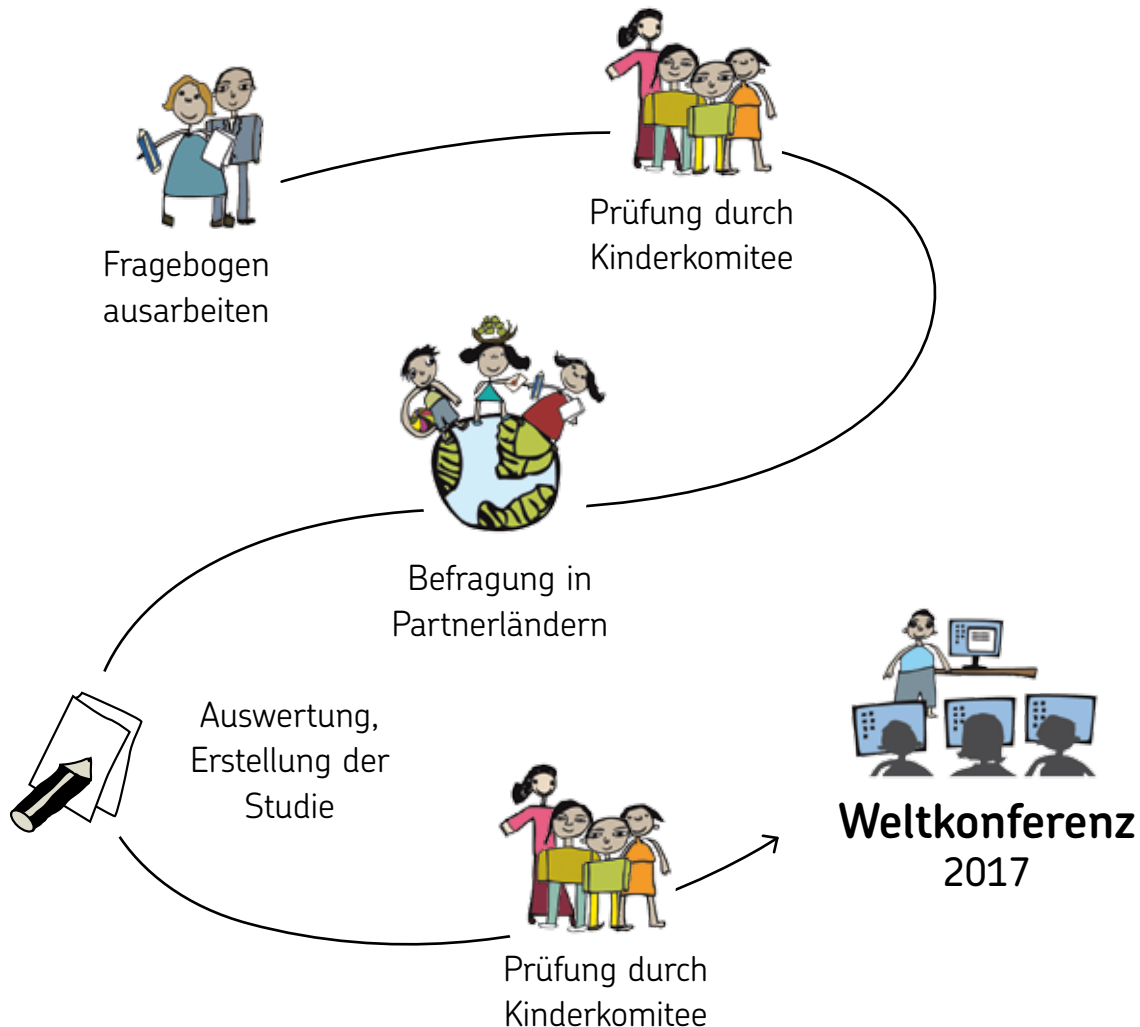 Fragebogen
ausarbeiten
Prüfung durch
Kinderkomitee
Befragung in
Partnerländern
Auswertung,
Erstellung der
Studie
Prüfung durch
Kinderkomitee
Weltkonferenz
2017